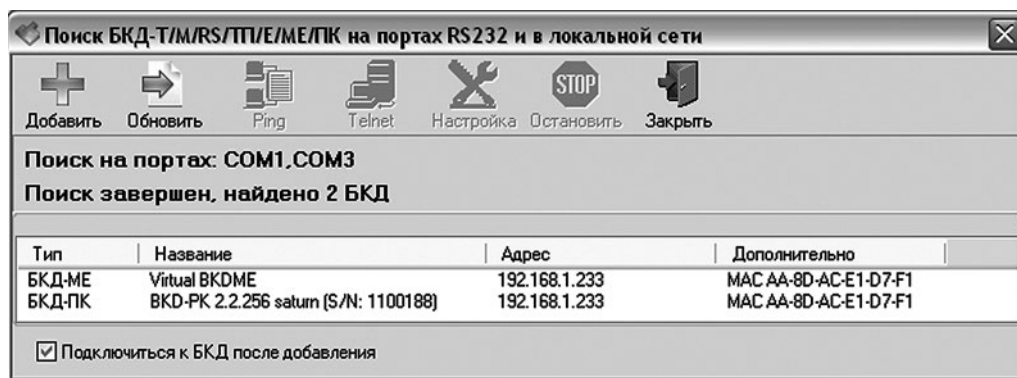 Поиск БКД-Т/М/RS/ТП/Е/МЕ/ПК на портах RS232 и в локальной сети
Добавить Обновить Ping Telnet Настройка Остановить Закрыть
STOP
Поиск на портах: COM1,COM3
Поиск завершен, найдено 2 БКД
Тип Название Адрес Дополнительно
БКД-МЕ Virtual BKDME 192.168.1.233 MAC AA-8D-AC-E1-D7-F1
БКД-ПК BKD-PK 2.2.256 saturn (S/N: 1100188) 192.168.1.233 MAC AA-8D-AC-E1-D7-F1
Подключиться к БКД после добавления